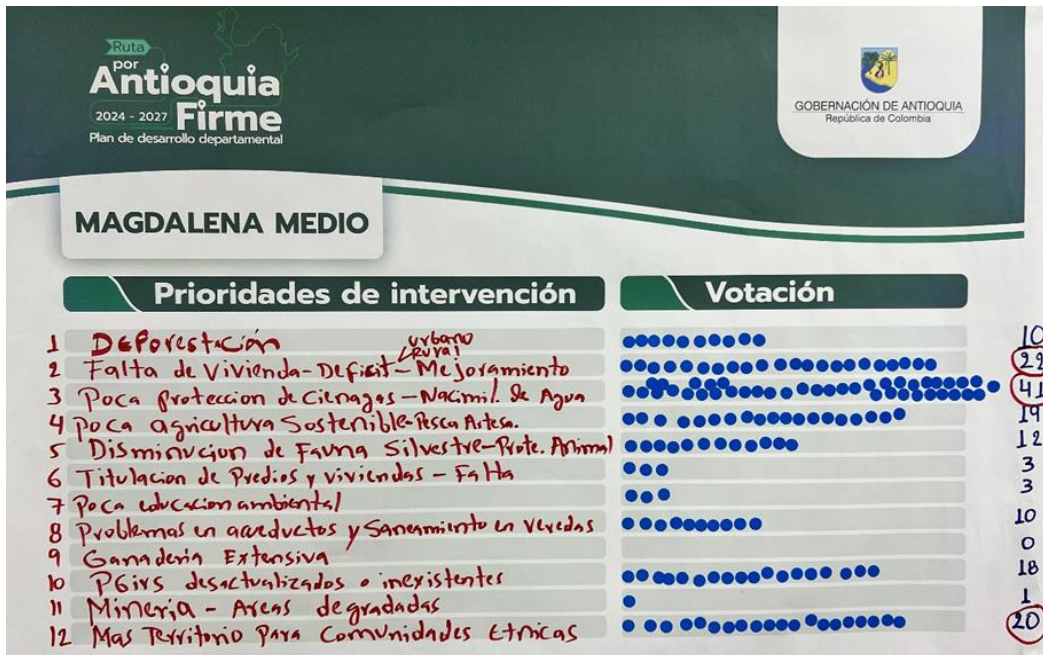 Ruta
por
Antioquia
2024 - 2027 Firme
Plan de desarrollo departamental
GOBERNACIÓN DE ANTIOQUIA
República de Colombia
MAGDALENA MEDIO
Prioridades de intervención Votación
1 Deforestación 10
urbano
rural
2 Falta de Vivienda-Deficit-Mejoramiento 22
3 Poca proteccion de Cienagas-Nacimi. de Agua 41
4 Poca agricultura Sostenible-Pesca Artesa. 19
5 Disminucion de Fauna Silvestre-Prote. Animal 12
6 Titulacion de Predios y viviendas - Falta 3
7 Poca educacion ambiental 3
8 Problemas en acueductos y Saneamiento en veredas 10
9 Ganaderia Extensiva 0
10 PGirs desactualizados o inexistentes 18
11 Mineria - Areas degradadas 1
12 Mas Territorio Para Comunidades Etnicas 20